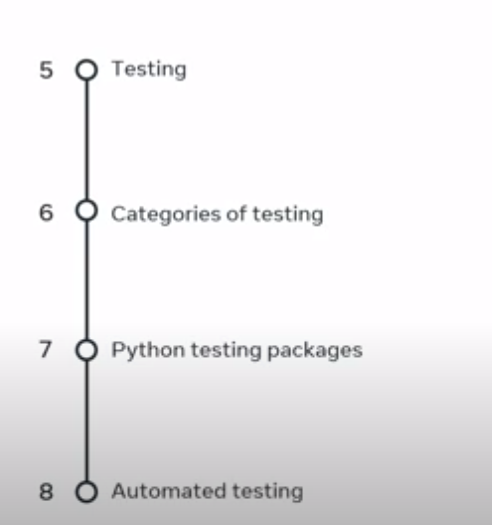 5 Testing
6 Categories of testing
7 Python testing packages
8 Automated testing